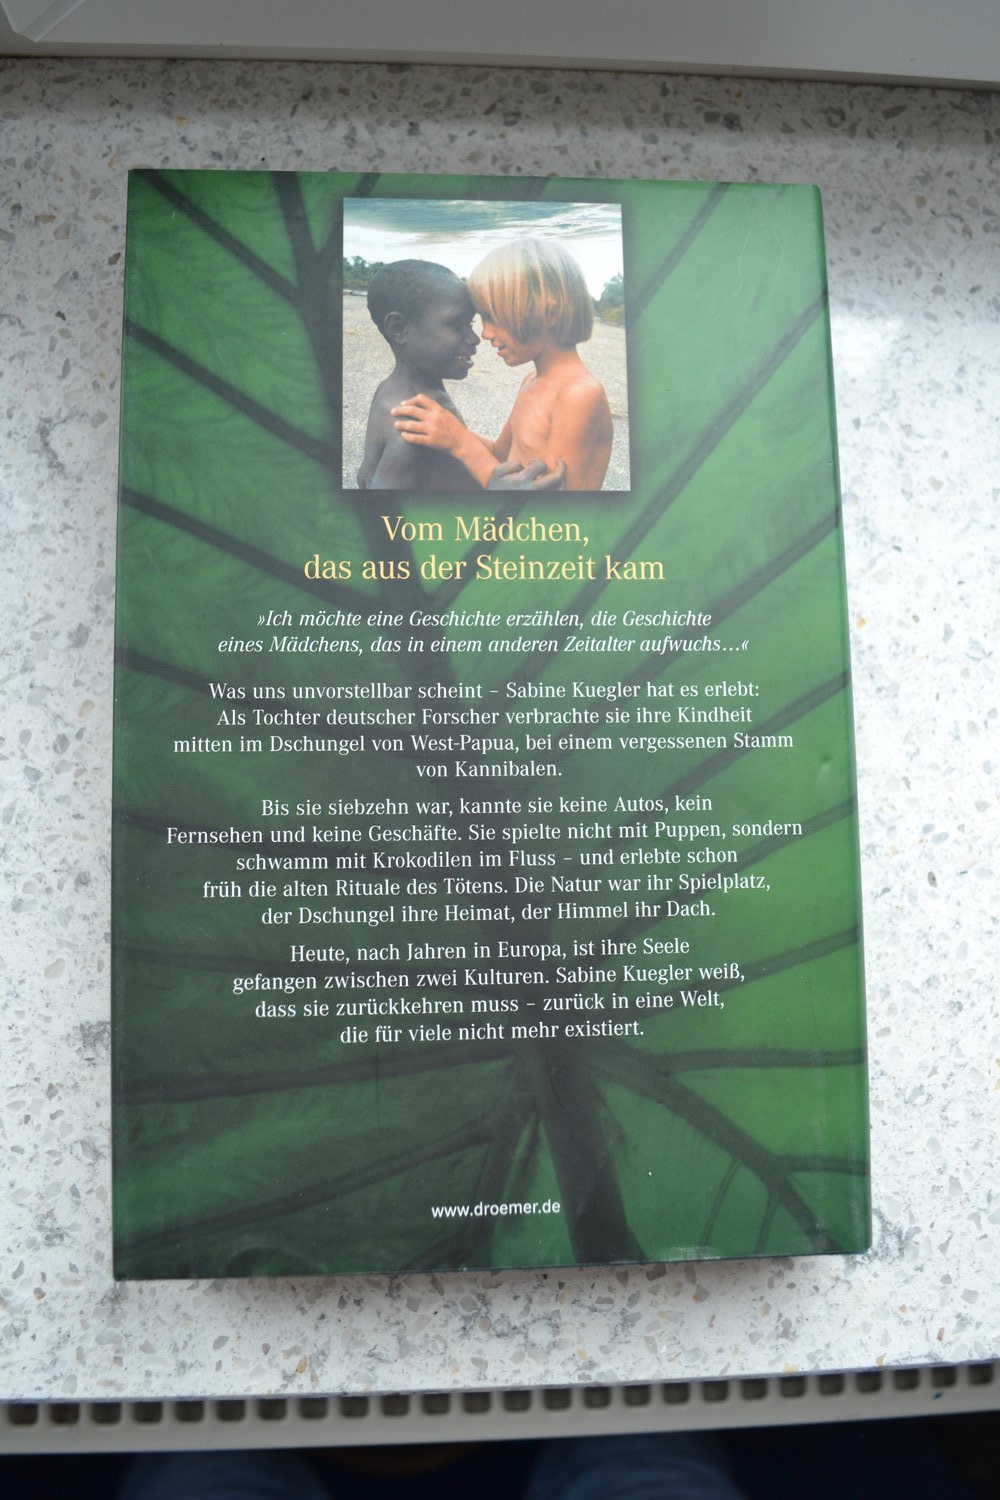 Vom Mädchen,
das aus der Steinzeit kam
»Ich möchte eine Geschichte erzählen, die Geschichte
eines Mädchens, das in einem anderen Zeitalter aufwuchs…«
Was uns unvorstellbar scheint – Sabine Kuegler hat es erlebt:
Als Tochter deutscher Forscher verbrachte sie ihre Kindheit
mitten im Dschungel von West-Papua, bei einem vergessenen Stamm
von Kannibalen.
Bis sie siebzehn war, kannte sie keine Autos, kein
Fernsehen und keine Geschäfte. Sie spielte nicht mit Puppen, sondern
schwamm mit Krokodilen im Fluss – und erlebte schon
früh die alten Rituale des Tötens. Die Natur war ihr Spielplatz,
der Dschungel ihre Heimat, der Himmel ihr Dach.
Heute, nach Jahren in Europa, ist ihre Seele
gefangen zwischen zwei Kulturen. Sabine Kuegler weiß,
dass sie zurückkehren muss – zurück in eine Welt,
die für viele nicht mehr existiert.
www.droemer.de